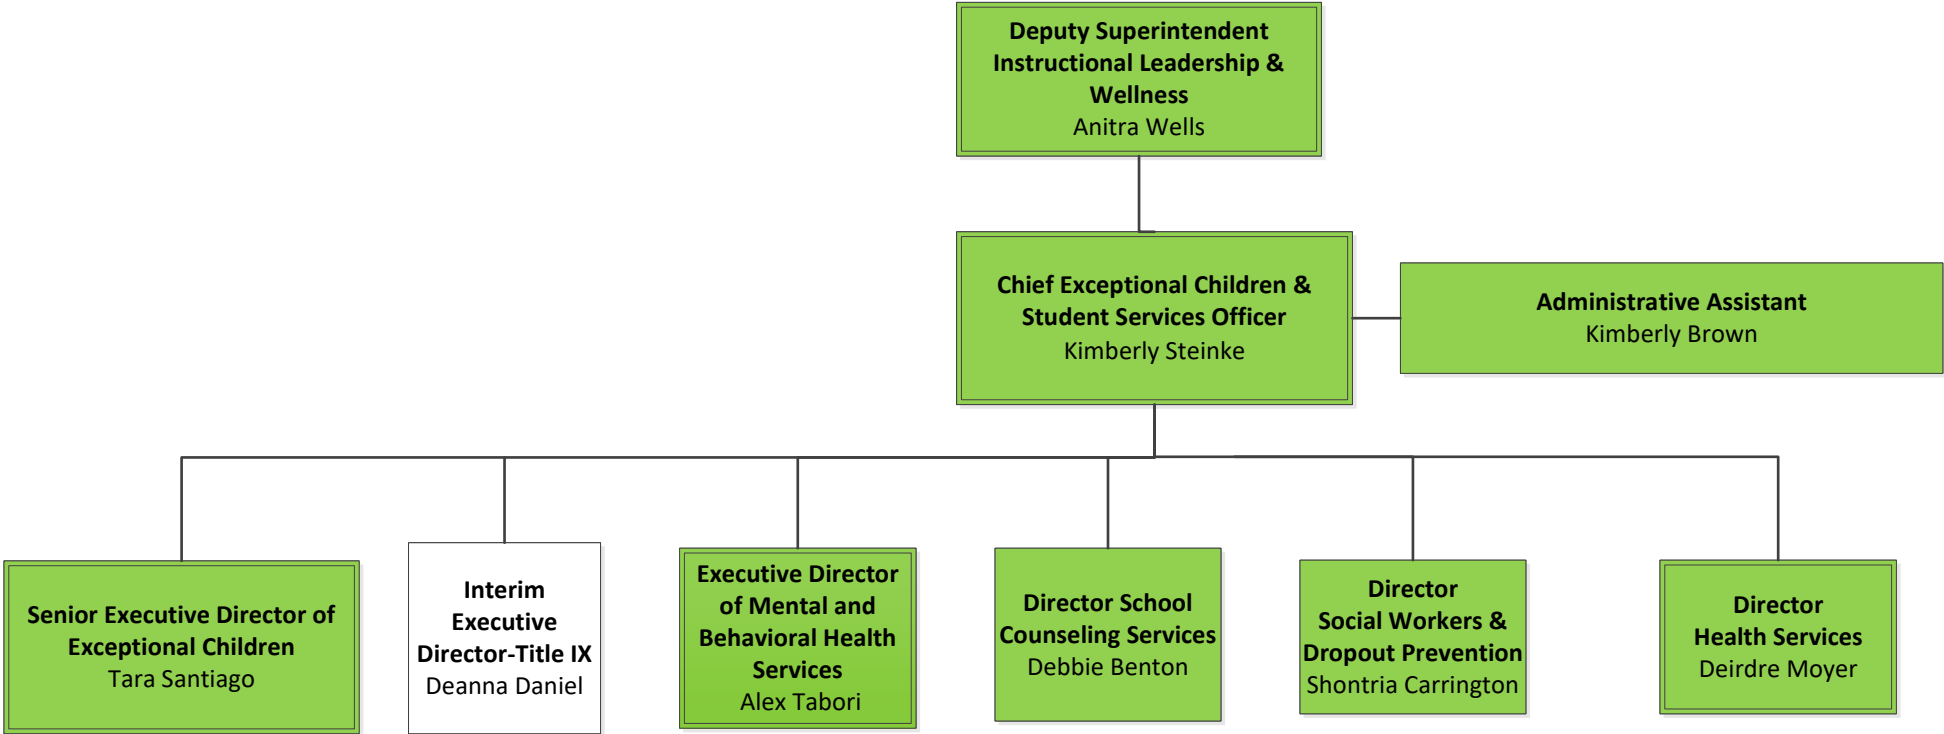 Deputy Superintendent
Instructional Leadership &
Wellness
Anitra Wells
Chief Exceptional Children &
Student Services Officer
Kimberly Steinke
Administrative Assistant
Kimberly Brown
Senior Executive Director of
Exceptional Children
Tara Santiago
Interim
Executive
Director-Title IX
Deanna Daniel
Executive Director
of Mental and
Behavioral Health
Services
Alex Tabori
Director School
Counseling Services
Debbie Benton
Director
Social Workers &
Dropout Prevention
Shontria Carrington
Director
Health Services
Deirdre Moyer